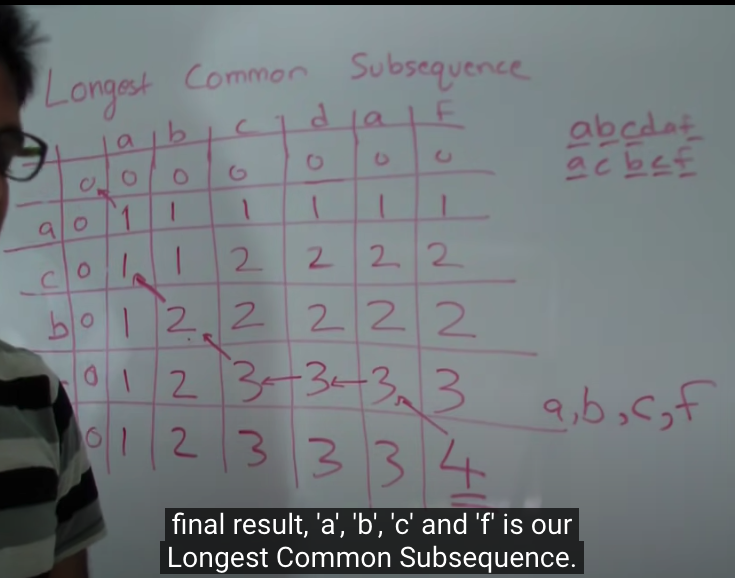 Longest Common Subsequence
a b c d a F
0 0 0 0 0 0 0
a 0 1 1 1 1 1 1
c 0 1 1 2 2 2 2
b 0 1 2 2 2 2 2
0 1 2 3 3 3 3
0 1 2 3 3 3 4
abcdaf
acbcf
a,b,c,f
final result, 'a', 'b', 'c' and 'f' is our
Longest Common Subsequence.